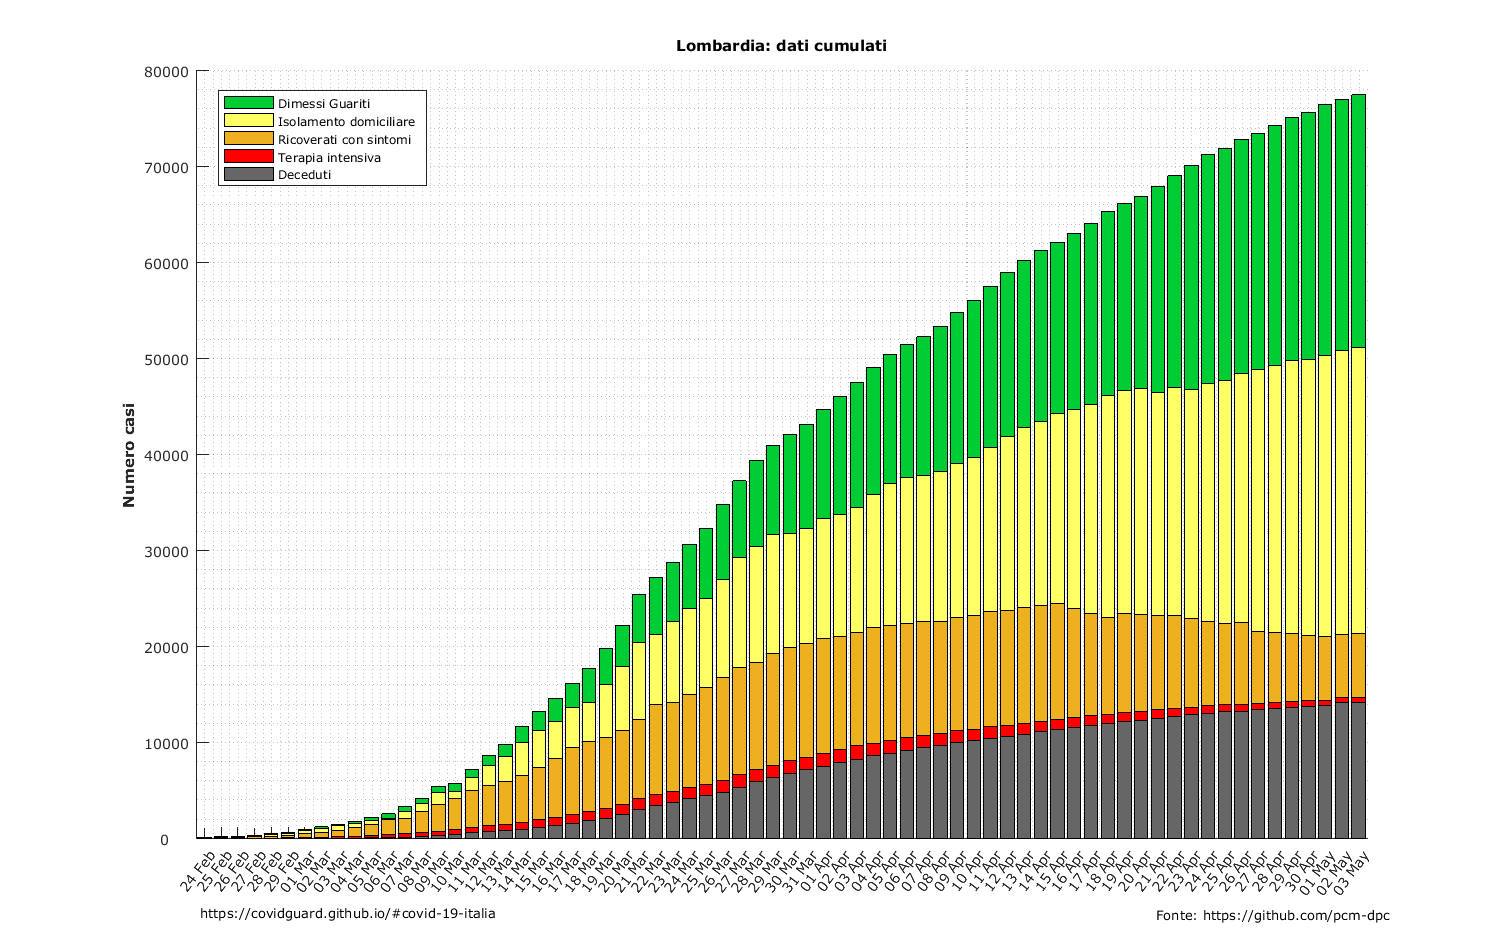 Lombardia: dati cumulati
80000
70000
60000
50000
40000
30000
20000
10000
0
Numero casi
Dimessi Guariti
Isolamento domiciliare
Ricoverati con sintomi
Terapia intensiva
Deceduti
24 Feb
25 Feb
26 Feb
27 Feb
28 Feb
29 Feb
01 Mar
02 Mar
03 Mar
04 Mar
05 Mar
06 Mar
07 Mar
08 Mar
09 Mar
10 Mar
11 Mar
12 Mar
13 Mar
14 Mar
15 Mar
16 Mar
17 Mar
18 Mar
19 Mar
20 Mar
21 Mar
22 Mar
23 Mar
24 Mar
25 Mar
26 Mar
27 Mar
28 Mar
29 Mar
30 Mar
31 Mar
01 Apr
02 Apr
03 Apr
04 Apr
05 Apr
06 Apr
07 Apr
08 Apr
09 Apr
10 Apr
11 Apr
12 Apr
13 Apr
14 Apr
15 Apr
16 Apr
17 Apr
18 Apr
19 Apr
20 Apr
21 Apr
22 Apr
23 Apr
24 Apr
25 Apr
26 Apr
27 Apr
28 Apr
29 Apr
30 Apr
01 May
02 May
03 May
https://covidguard.github.io/#covid-19-italia
Fonte: https://github.com/pcm-dpc